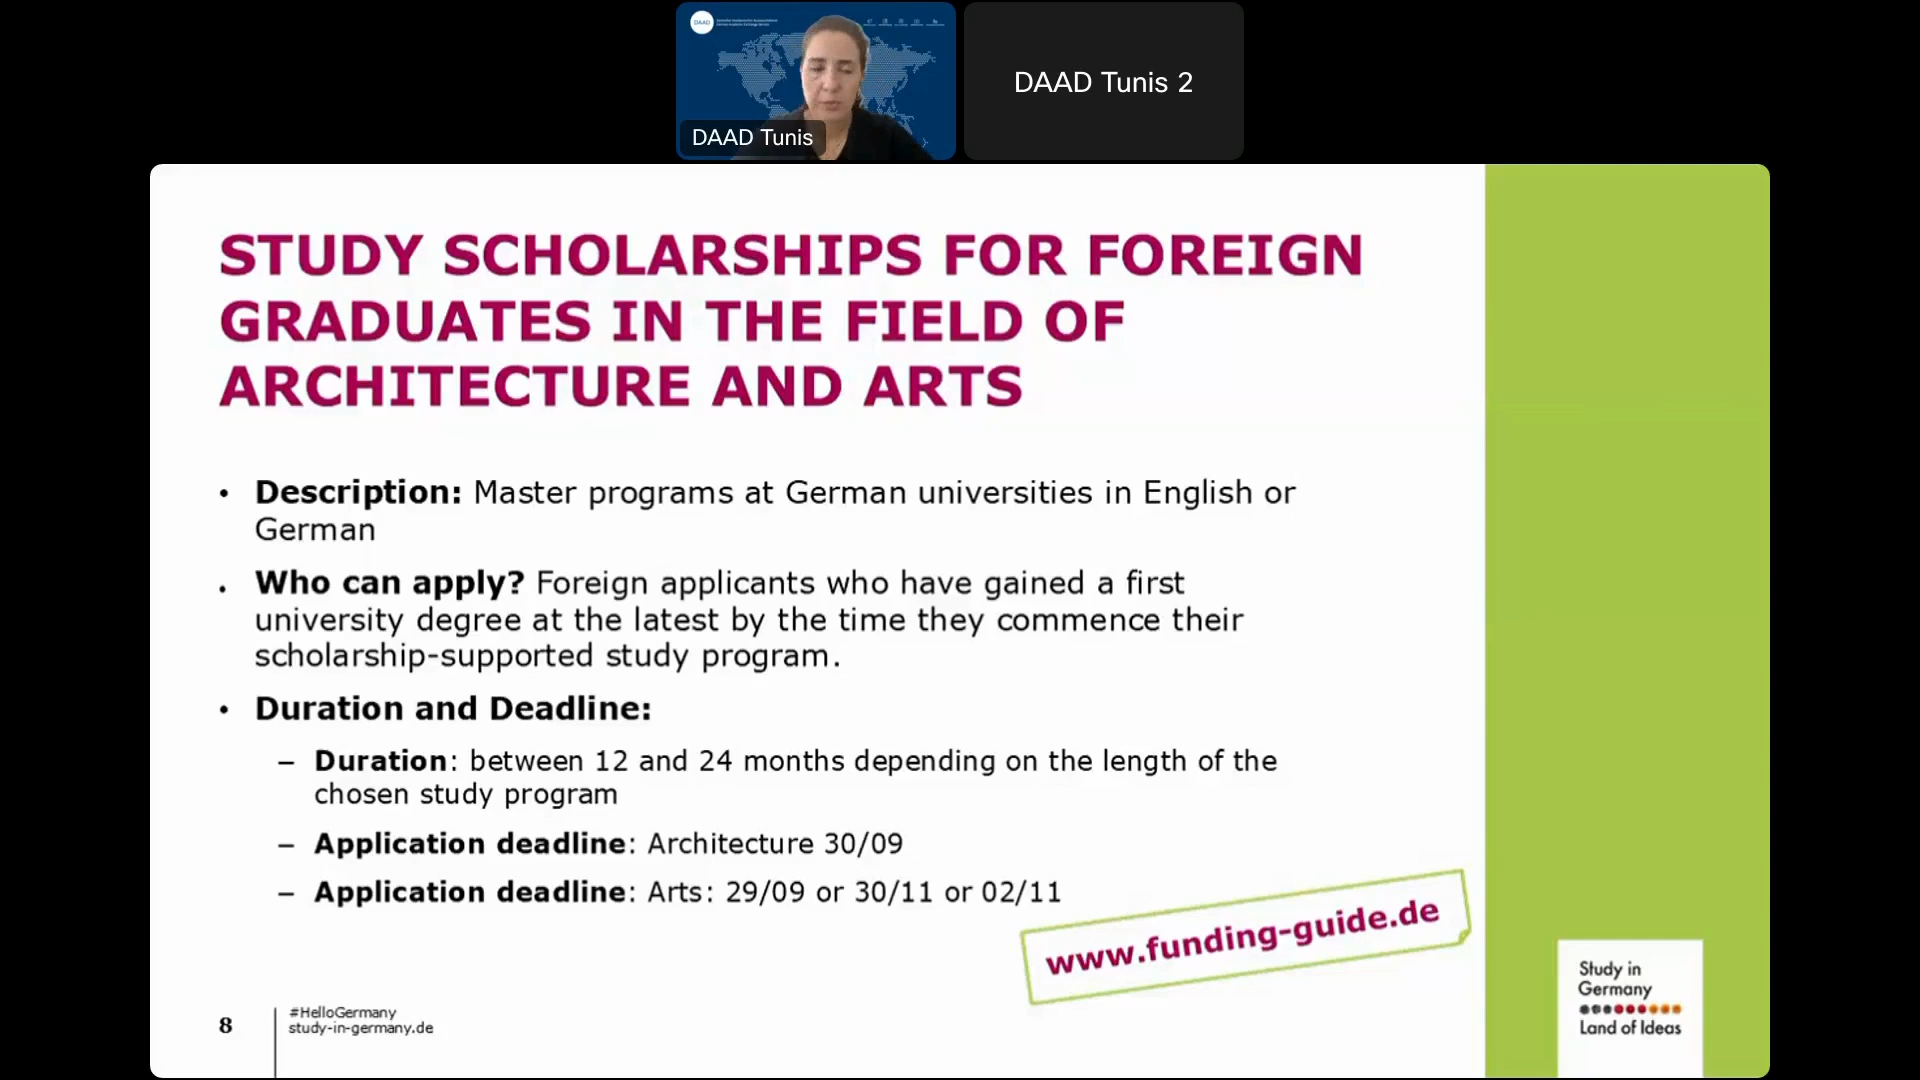 DAAD
DAAD Tunis
DAAD Tunis 2
STUDY SCHOLARSHIPS FOR FOREIGN
GRADUATES IN THE FIELD OF
ARCHITECTURE AND ARTS
• Description: Master programs at German universities in English or
German
• Who can apply? Foreign applicants who have gained a first
university degree at the latest by the time they commence their
scholarship-supported study program.
• Duration and Deadline:
– Duration: between 12 and 24 months depending on the length of the
chosen study program
– Application deadline: Architecture 30/09
– Application deadline: Arts: 29/09 or 30/11 or 02/11
www.funding-guide.de
8
#HelloGermany
study-in-germany.de
Study in
Germany
Land of Ideas